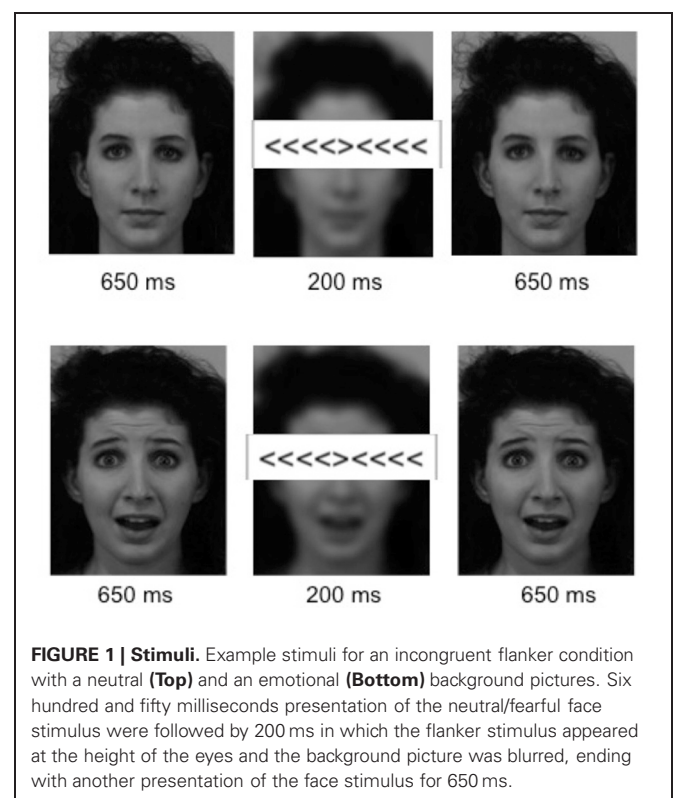 <<<<><<<<
650 ms 200 ms 650 ms
<<<<><<<<
650 ms 200 ms 650 ms
FIGURE 1 | Stimuli. Example stimuli for an incongruent flanker condition
with a neutral (Top) and an emotional (Bottom) background pictures. Six
hundred and fifty milliseconds presentation of the neutral/fearful face
stimulus were followed by 200 ms in which the flanker stimulus appeared
at the height of the eyes and the background picture was blurred, ending
with another presentation of the face stimulus for 650 ms.